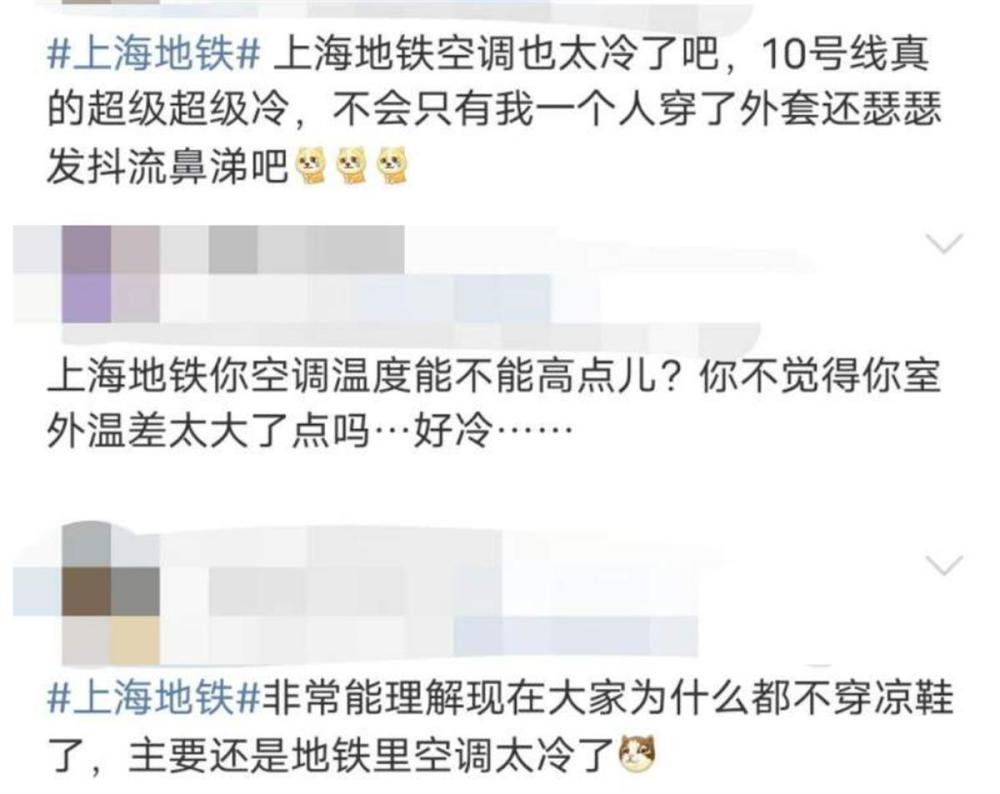 #上海地铁# 上海地铁空调也太冷了吧，10号线真
的超级超级冷，不会只有我一个人穿了外套还瑟瑟
发抖流鼻涕吧
上海地铁你空调温度能不能高点儿？你不觉得你室
外温差太大了点吗…好冷……
#上海地铁#非常能理解现在大家为什么都不穿凉鞋
了，主要还是地铁里空调太冷了